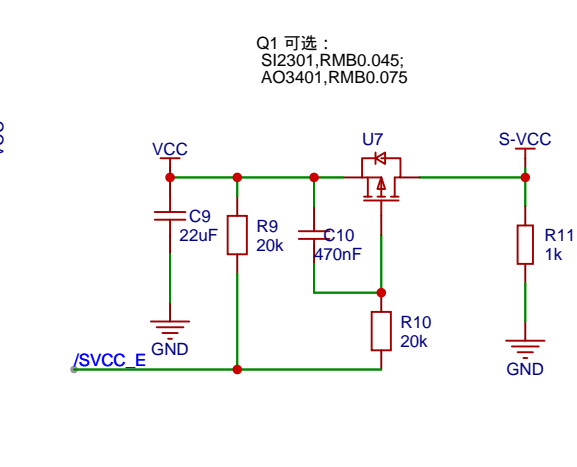 Q1 可选：
SI2301,RMB0.045;
AO3401,RMB0.075
VCC
U7
S-VCC
C9
22uF
R9
20k
C10
470nF
R11
1k
R10
20k
GND
/SVCC_E
GND